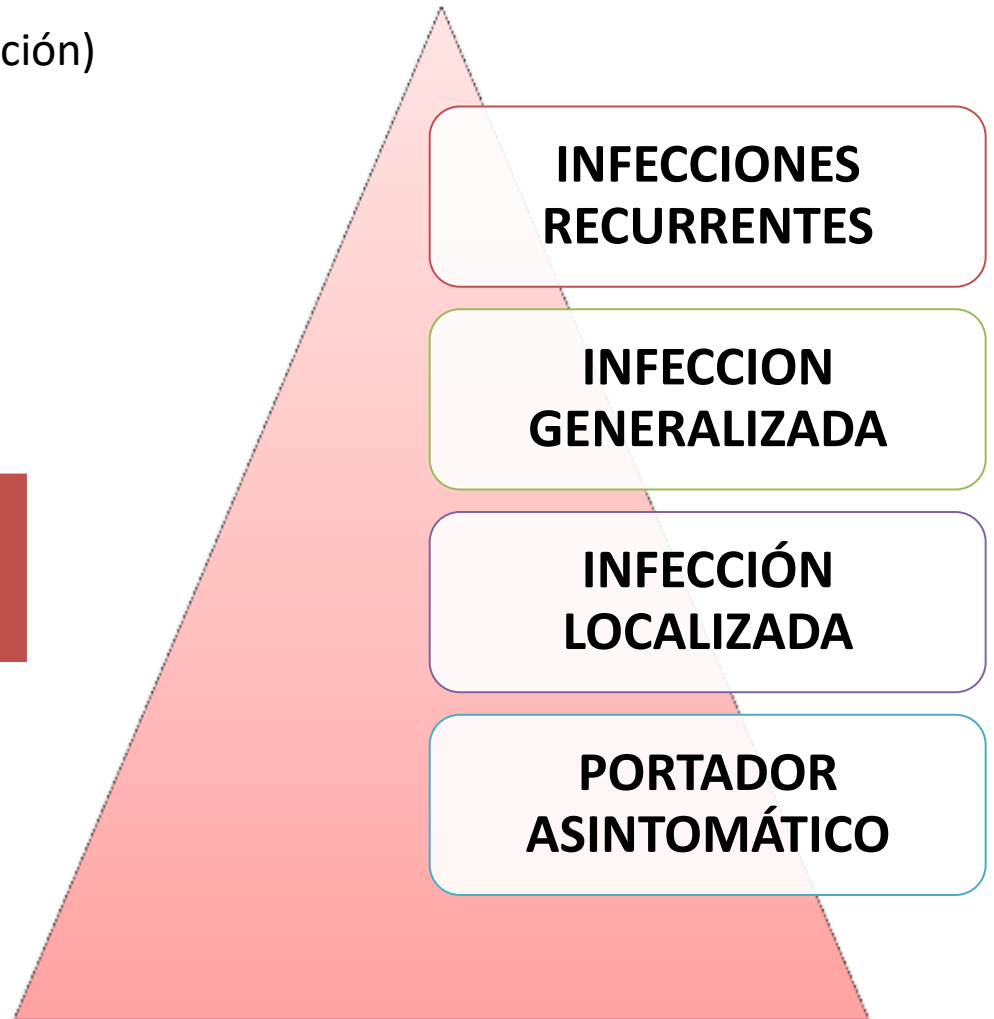 ción)
INFECCIONES
RECURRENTES
INFECCION
GENERALIZADA
INFECCIÓN
LOCALIZADA
PORTADOR
ASINTOMÁTICO